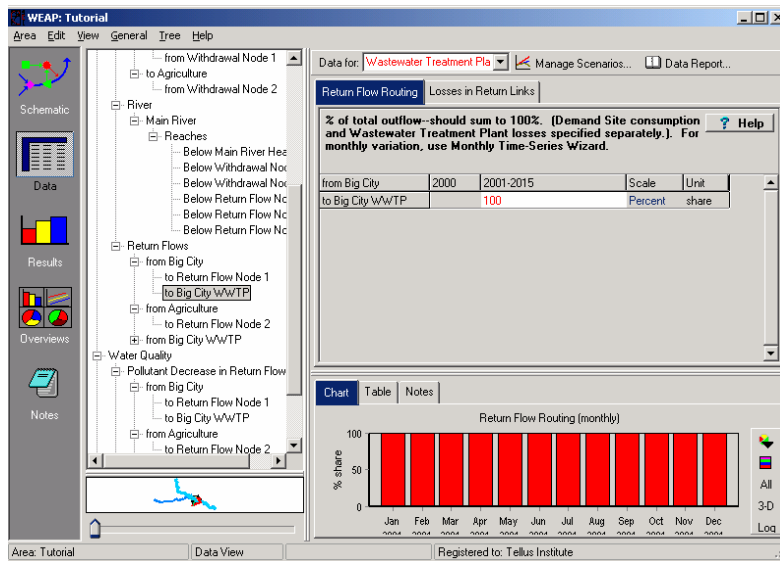 WEAP: Tutorial
Area Edit View General Tree Help
Schematic
Data
Results
Overviews
Notes
from Withdrawal Node 1
to Agriculture
from Withdrawal Node 2
River
Main River
Reaches
Below Main River Hea
Below Withdrawal Noc
Below Withdrawal Noc
Below Return Flow Nc
Below Return Flow Nc
Below Return Flow Nc
Return Flows
from Big City
to Return Flow Node 1
to Big City WWTP
from Agriculture
to Return Flow Node 2
from Big City WWTP
Water Quality
Pollutant Decrease in Return Flow
from Big City
to Return Flow Node 1
to Big City WWTP
from Agriculture
to Return Flow Node 2
Data for: Wastewater Treatment Pla Manage Scenarios... Data Report...
Return Flow Routing Losses in Return Links
% of total outflow--should sum to 100%. (Demand Site consumption
and Wastewater Treatment Plant losses specified separately.). For
monthly variation, use Monthly Time-Series Wizard.
? Help
from Big City 2000 2001-2015 Scale Unit
to Big City WWTP 100 Percent share
Chart Table Notes
Return Flow Routing (monthly)
% share
100
50
0
Jan Feb Mar Apr May Jun Jul Aug Sep Oct Nov Dec
All
3-D
Log
Area: Tutorial Data View Registered to: Tellus Institute